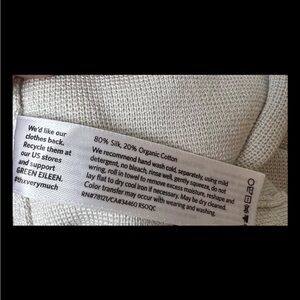 We'd like our
clothes back.
Recycle them at
our US stores
and support
GREEN EILEEN.
#thxverymuch
80% Silk, 20% Organic Cotton
We recommend hand wash cold, separately, using mild
detergent, no bleach, rinse well, gently squeeze, do not
wring, roll in towel to remove excess moisture, reshape and
lay flat to dry cool iron if necessary. May be dry cleaned.
Color transfer may occur with wearing and washing.
RN#78121/CA#34460 RSOQC